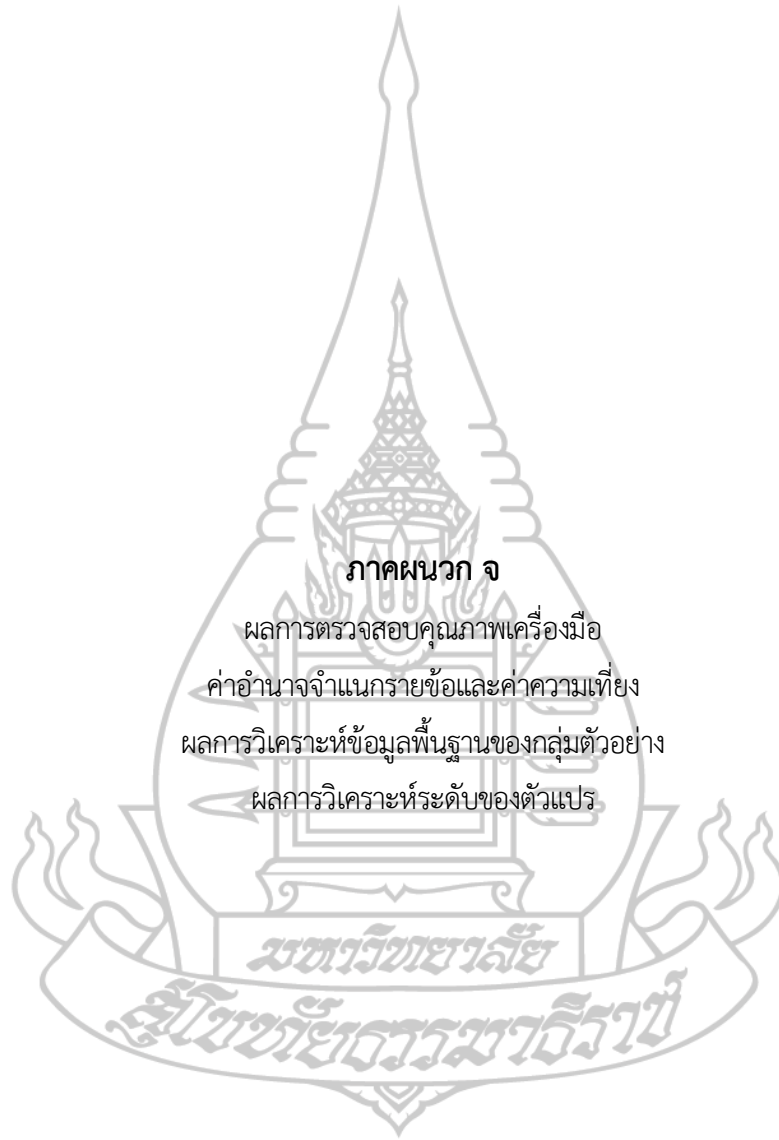 ภาคผนวก จ
ผลการตรวจสอบคุณภาพเครื่องมือ
ค่าอำนาจจำแนกรายข้อและค่าความเที่ยง
ผลการวิเคราะห์ข้อมูลพื้นฐานของกลุ่มตัวอย่าง
ผลการวิเคราะห์ระดับของตัวแปร
มหาวิทยาลัย
สุโขทัยธรรมาธิราช